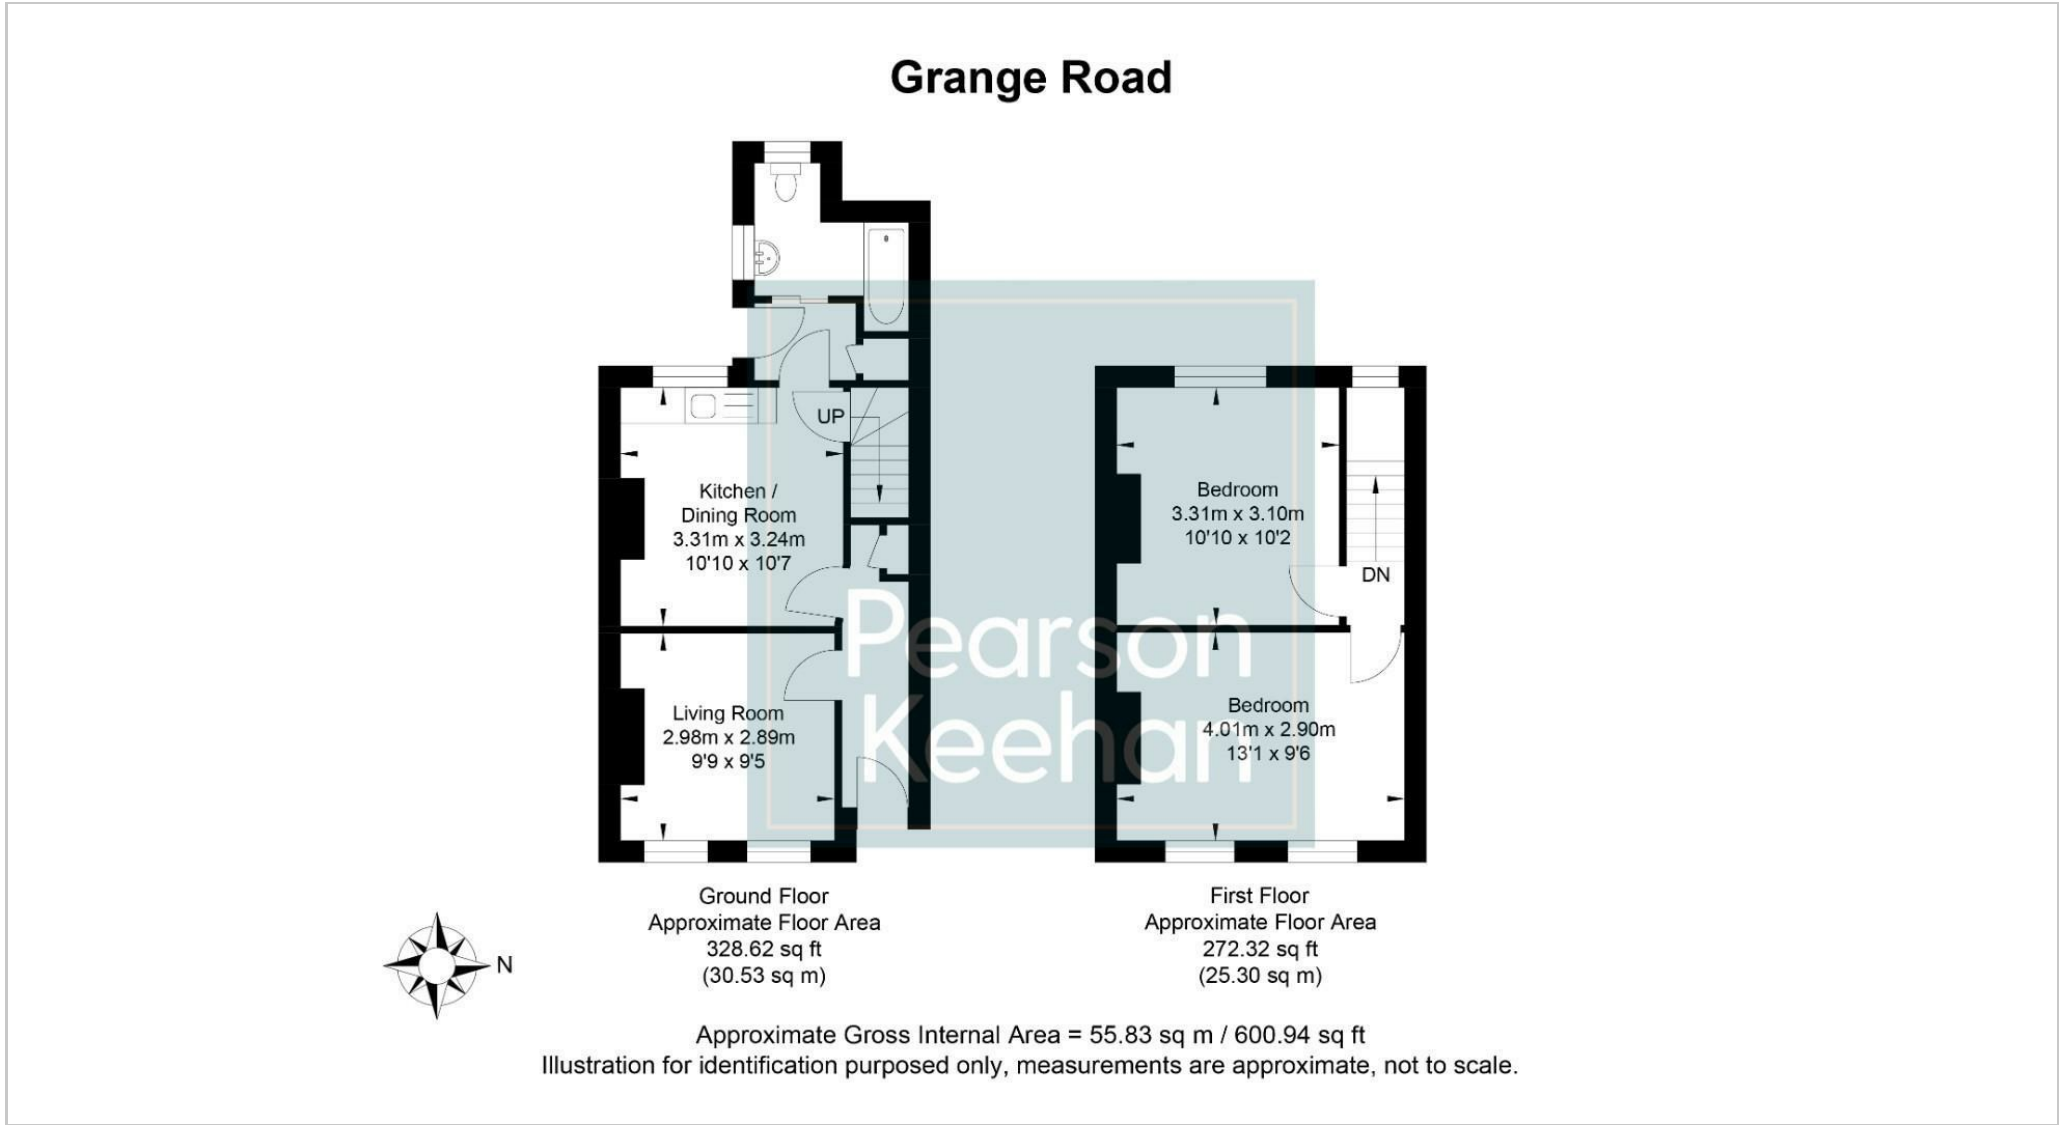 Grange Road
UP
Kitchen /
Dining Room
3.31m x 3.24m
10'10 x 10'7
Living Room
2.98m x 2.89m
9'9 x 9'5
Bedroom
3.31m x 3.10m
10'10 x 10'2
DN
Bedroom
4.01m x 2.90m
13'1 x 9'6
Pearson
Keehan
Ground Floor
Approximate Floor Area
328.62 sq ft
(30.53 sq m)
First Floor
Approximate Floor Area
272.32 sq ft
(25.30 sq m)
N
Approximate Gross Internal Area = 55.83 sq m / 600.94 sq ft
Illustration for identification purposed only, measurements are approximate, not to scale.